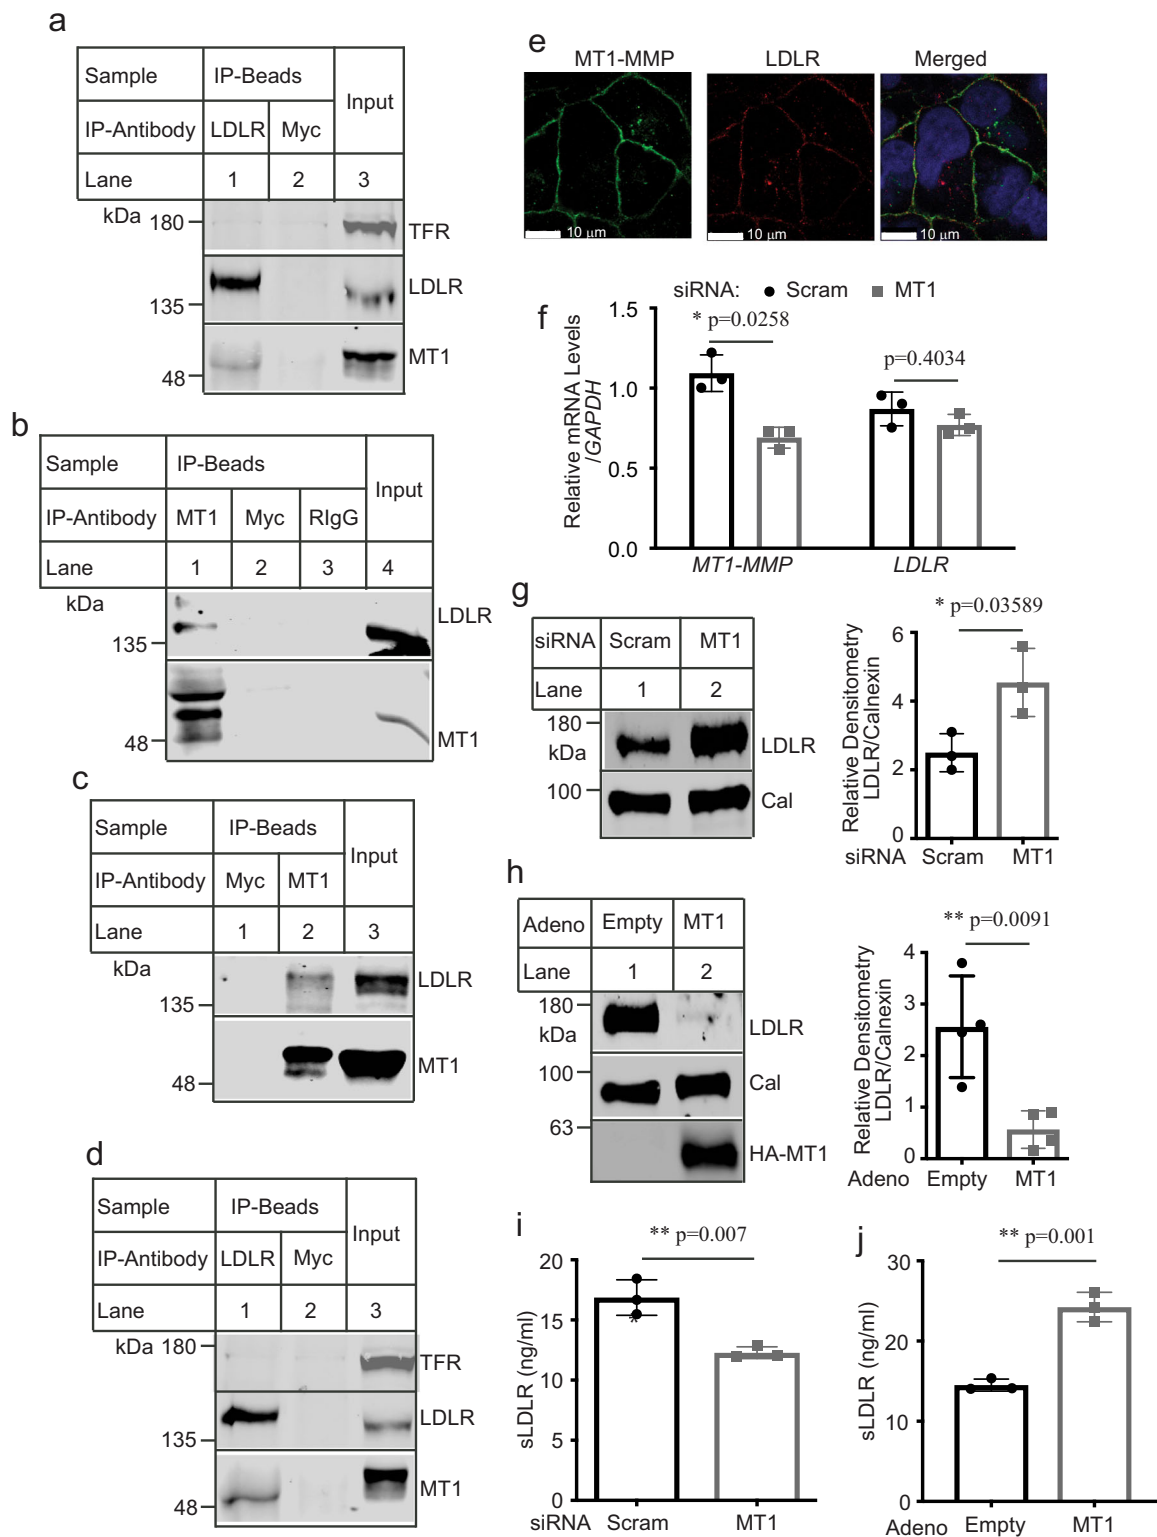 a
Sample IP-Beads Input
IP-Antibody LDLR Myc
Lane 1 2 3
kDa 180 TFR
LDLR
135
MT1
48
b
Sample IP-Beads Input
IP-Antibody MT1 Myc RIgG
Lane 1 2 3 4
kDa
LDLR
135
48 MT1
c
Sample IP-Beads Input
IP-Antibody Myc MT1
Lane 1 2 3
kDa
LDLR
135
MT1
48
d
Sample IP-Beads Input
IP-Antibody LDLR Myc
Lane 1 2 3
kDa 180
TFR
LDLR
135
MT1
48
e
MT1-MMP LDLR Merged
10 µm 10 µm 10 µm
siRNA: Scram MT1
f
* p=0.0258
p=0.4034
Relative mRNA Levels
/GAPDH
1.5
1.0
0.5
0.0
MT1-MMP LDLR
g
siRNA Scram MT1
Lane 1 2
180
kDa LDLR
100 Cal
* p=0.03589
Relative Densitometry
LDLR/Calnexin
6
4
2
0
siRNA Scram MT1
h
Adeno Empty MT1
Lane 1 2
180
kDa LDLR
100 Cal
63
HA-MT1
** p=0.0091
Relative Densitometry
LDLR/Calnexin
4
3
2
1
0
Adeno Empty MT1
i
** p=0.007
sLDLR (ng/ml)
20
15
10
5
0
siRNA Scram MT1
j
** p=0.001
sLDLR (ng/ml)
30
20
10
0
Adeno Empty MT1